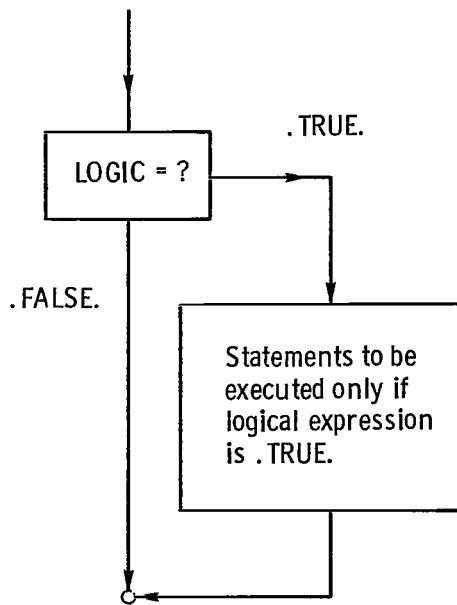 .TRUE.
LOGIC = ?
.FALSE.
Statements to be
executed only if
logical expression
is .TRUE.